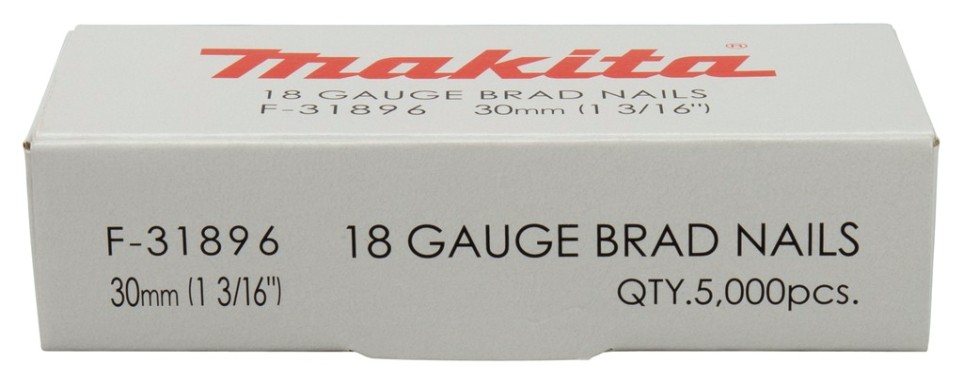 Makita®
18 GAUGE BRAD NAILS
F-31896 30mm (1 3/16")
F-31896 18 GAUGE BRAD NAILS
30mm (1 3/16") QTY.5,000pcs.